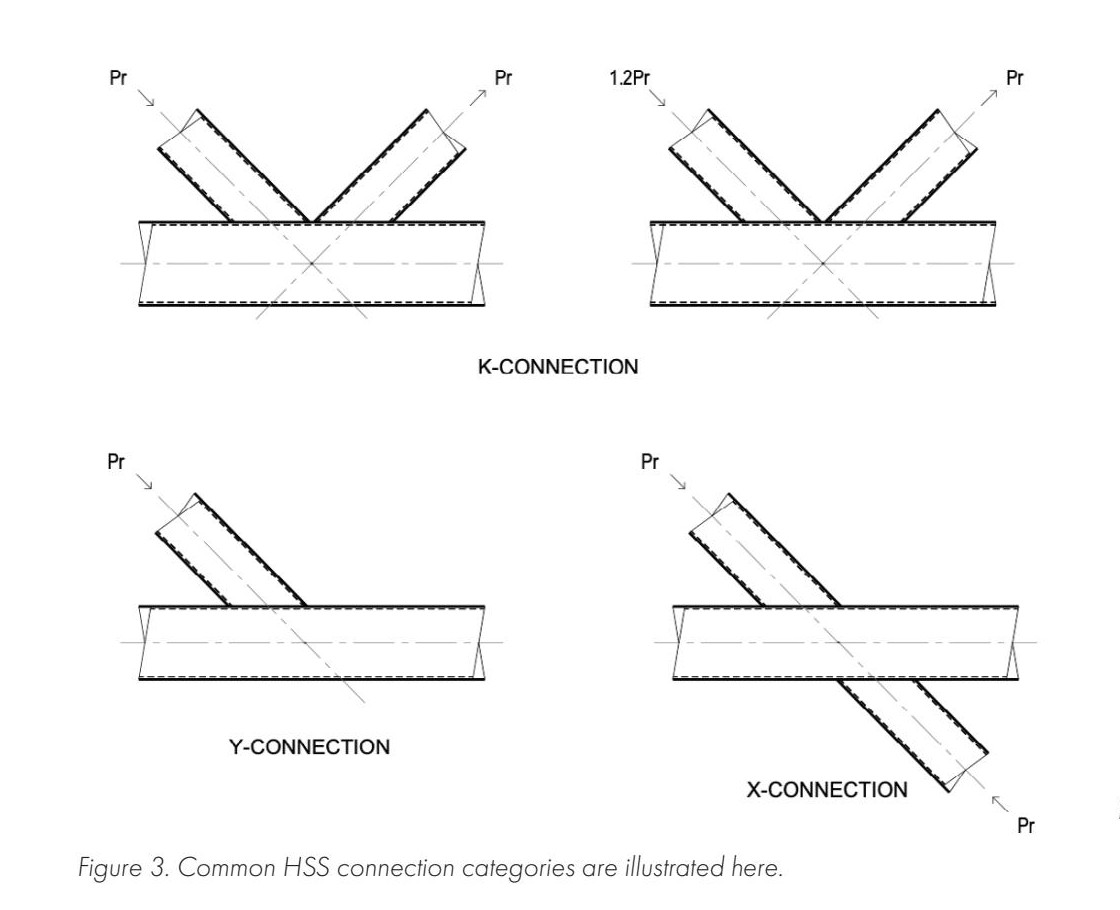 Pr Pr 1.2Pr Pr
K-CONNECTION
Pr Pr
Y-CONNECTION
X-CONNECTION
Pr
Figure 3. Common HSS connection categories are illustrated here.